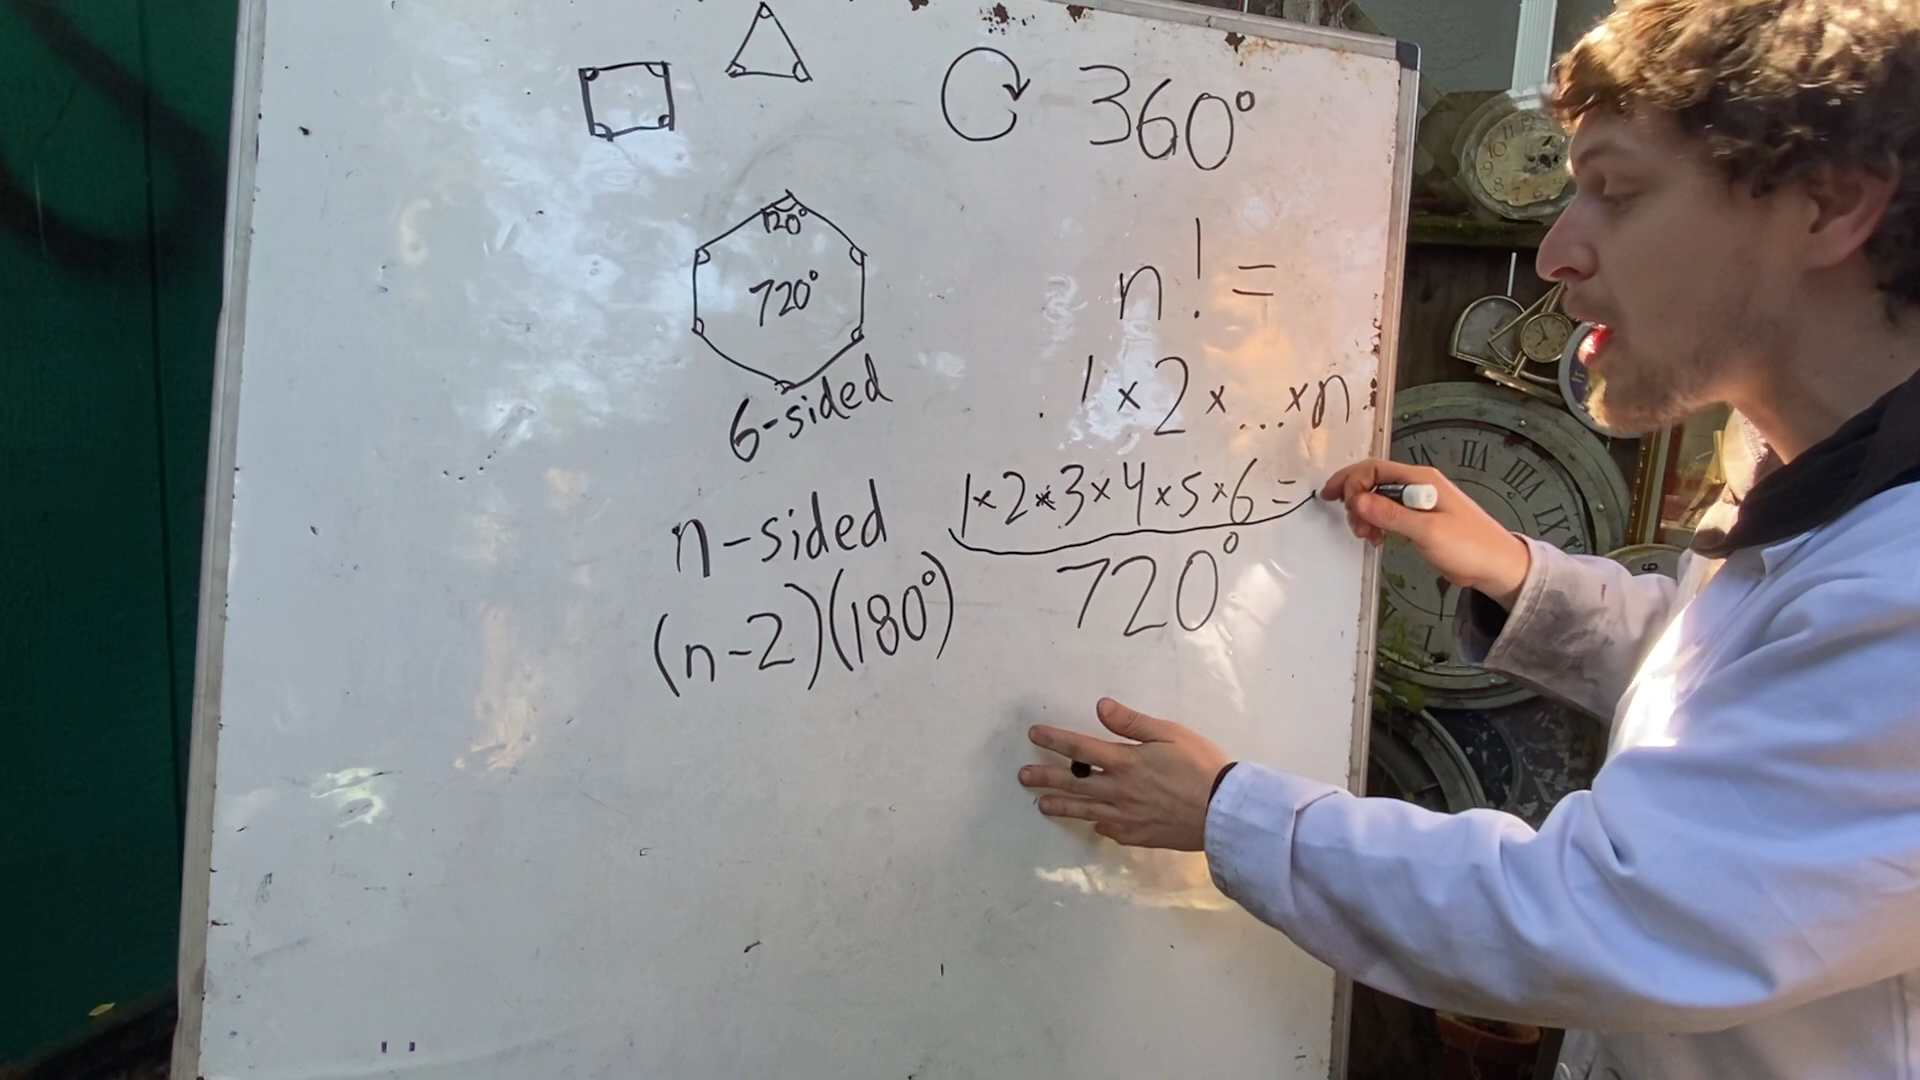 360°
120°
720°
6-sided
n-sided
(n-2)(180°)
n! =
1 × 2 × ... × n
1×2×3×4×5×6 =
720°